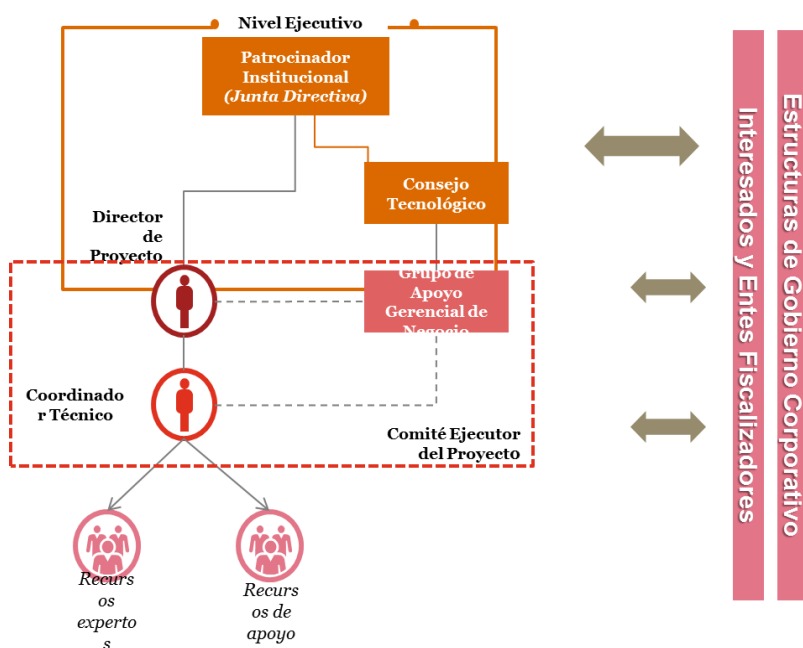 Nivel Ejecutivo
Patrocinador
Institucional
(Junta Directiva)
Consejo
Tecnológico
Director
de
Proyecto
Grupo de
Apoyo
Gerencial de
Negocio
Coordinado
r Técnico
Comité Ejecutor
del Proyecto
Recurs
os
experto
s
Recurs
os de
apoyo
Interesados y Entes Fiscalizadores
Estructuras de Gobierno Corporativo